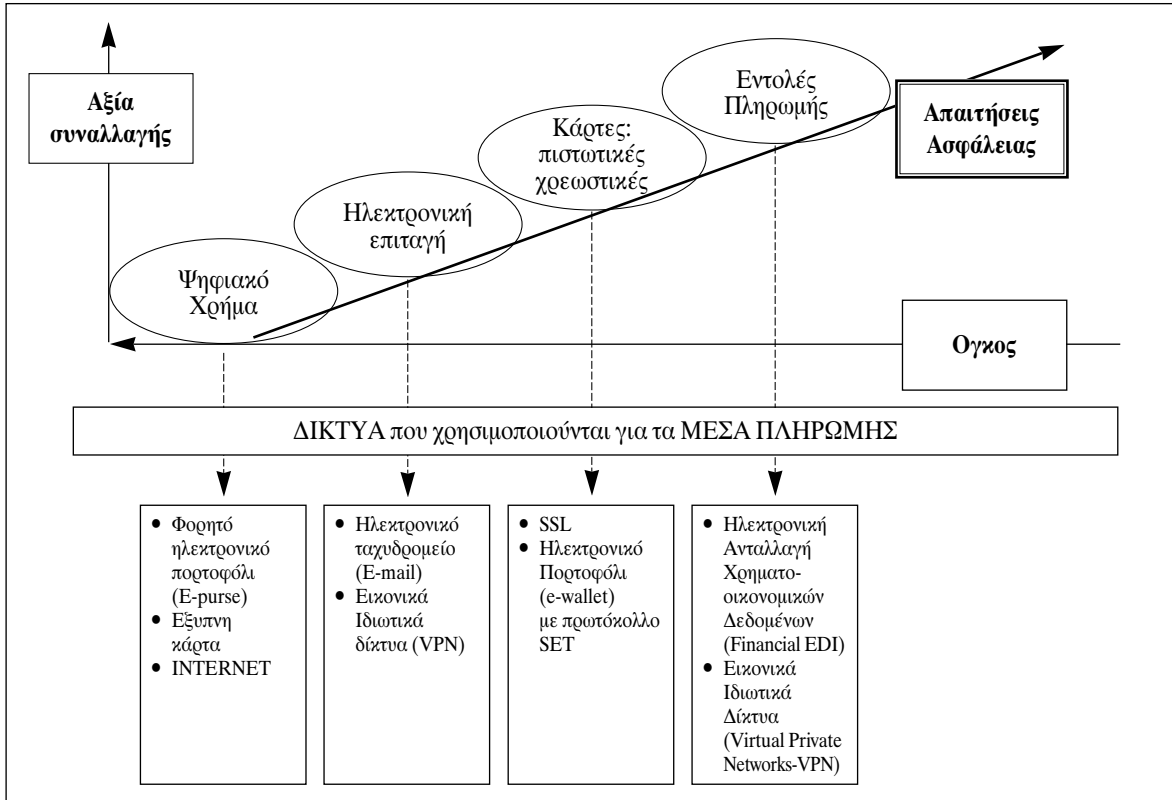 Αξία
συναλλαγής
Εντολές
Πληρωμής
Απαιτήσεις
Ασφάλειας
Κάρτες:
πιστωτικές
χρεωστικές
Ηλεκτρονική
επιταγή
Ψηφιακό
Χρήμα
Ογκος
ΔΙΚΤΥΑ που χρησιμοποιούνται για τα ΜΕΣΑ ΠΛΗΡΩΜΗΣ
• Φορητό
ηλεκτρονικό
πορτοφόλι
(E-purse)
• Εξυπνη
κάρτα
• INTERNET
• Ηλεκτρονικό
ταχυδρομείο
(E-mail)
• Εικονικά
Ιδιωτικά
δίκτυα (VPN)
• SSL
• Ηλεκτρονικό
Πορτοφόλι
(e-wallet)
με πρωτόκολλο
SET
• Ηλεκτρονική
Ανταλλαγή
Χρηματο-
οικονομικών
Δεδομένων
(Financial EDI)
• Εικονικά
Ιδιωτικά
Δίκτυα
(Virtual Private
Networks-VPN)